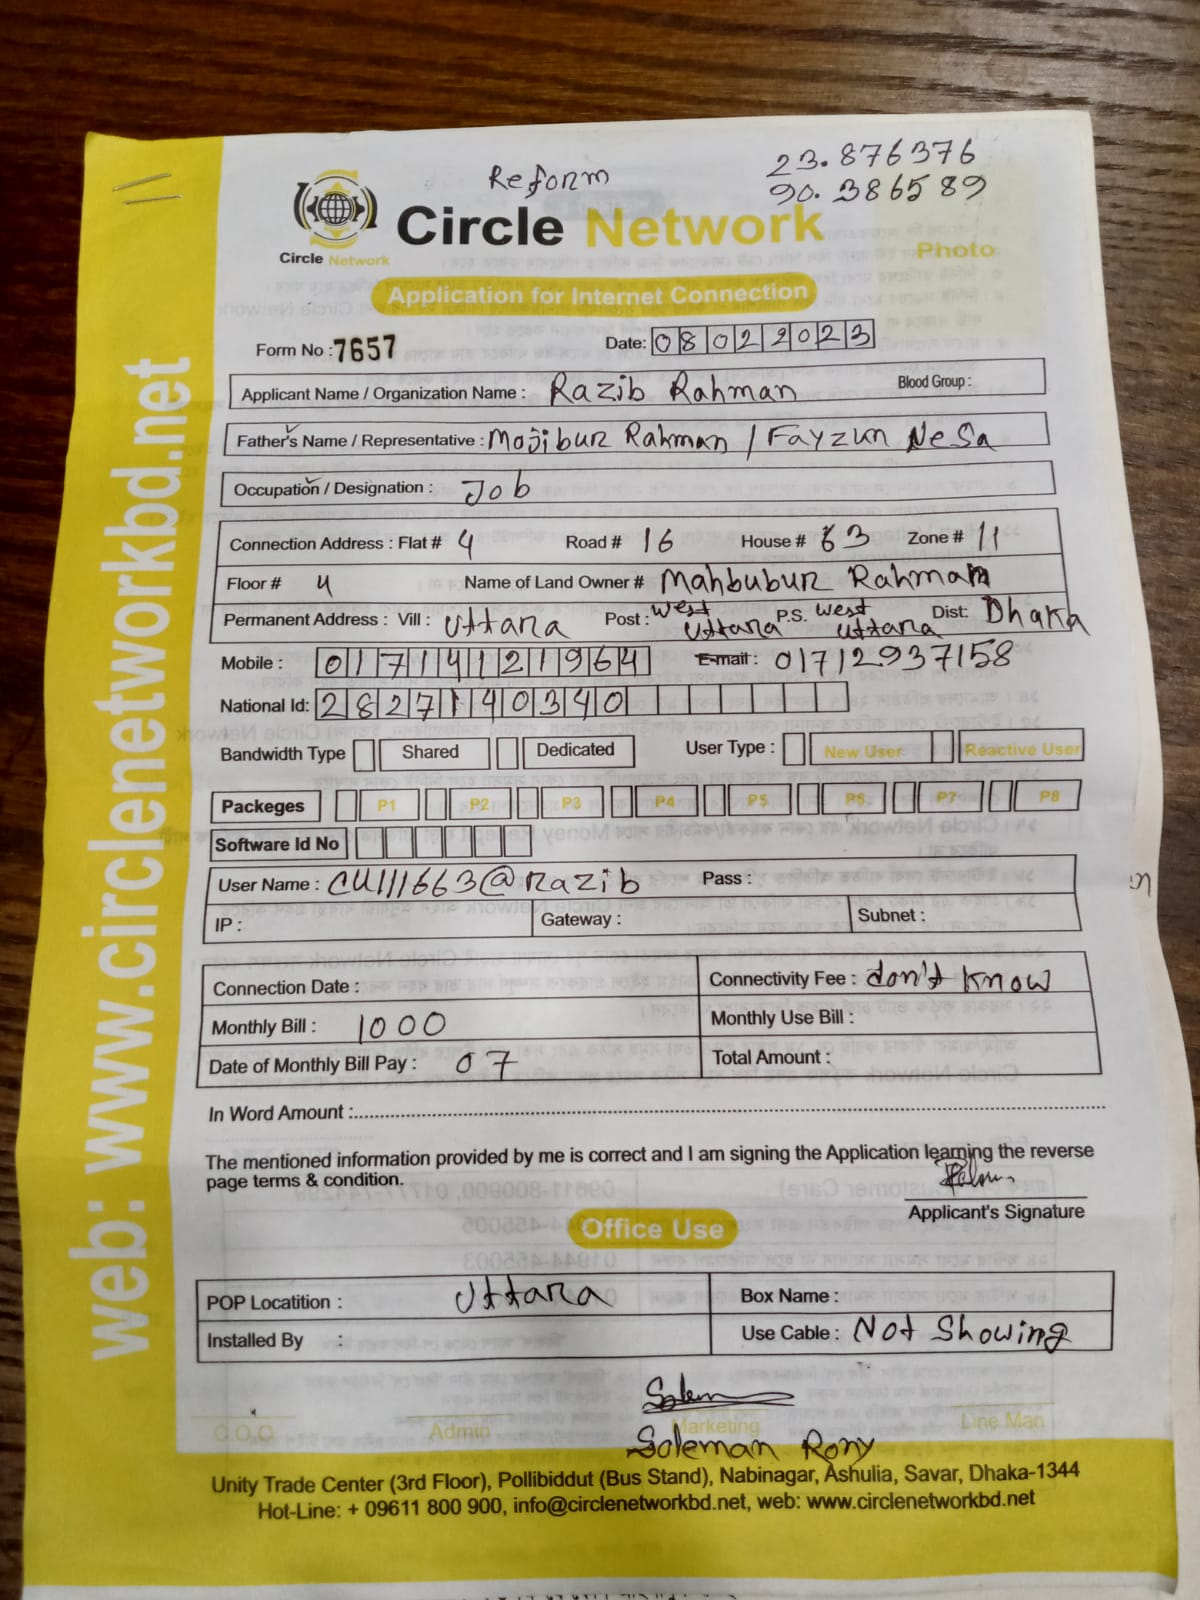 Reform
23.876376
90.386589
Circle Network
Circle Network
Photo
Application for Internet Connection
Form No : 7657
Date: 08022023
Applicant Name / Organization Name : Razib Rahman Blood Group :
Father's Name / Representative : Mojibur Rahman / Fayzun Nesa
Occupation / Designation : Job
Connection Address : Flat # 4 Road # 16 House # 63 Zone # 11
Floor # 4 Name of Land Owner # Mahbubur Rahman
Permanent Address : Vill : Uttara Post : West Uttara P.S. West Uttara Dist: Dhaka
Mobile : 01714121964 E-mail : 01712937158
National Id: 2827140340
Bandwidth Type Shared Dedicated User Type : New User Reactive User
Packeges P1 P2 P3 P4 P5 P6 P7 P8
Software Id No
User Name : CU111663@razib Pass :
IP : Gateway : Subnet :
Connection Date : Connectivity Fee : don't know
Monthly Bill : 1000 Monthly Use Bill :
Date of Monthly Bill Pay : 07 Total Amount :
In Word Amount :
The mentioned information provided by me is correct and I am signing the Application learning the reverse
page terms & condition.
Applicant's Signature
Office Use
POP Locatition : Uttara Box Name :
Installed By : Use Cable : Not Showing
C.O.O Admin Marketing Line Man
Soleman Rony
Unity Trade Center (3rd Floor), Pollibiddut (Bus Stand), Nabinagar, Ashulia, Savar, Dhaka-1344
Hot-Line: + 09611 800 900, info@circlenetworkbd.net, web: www.circlenetworkbd.net
web: www.circlenetworkbd.net